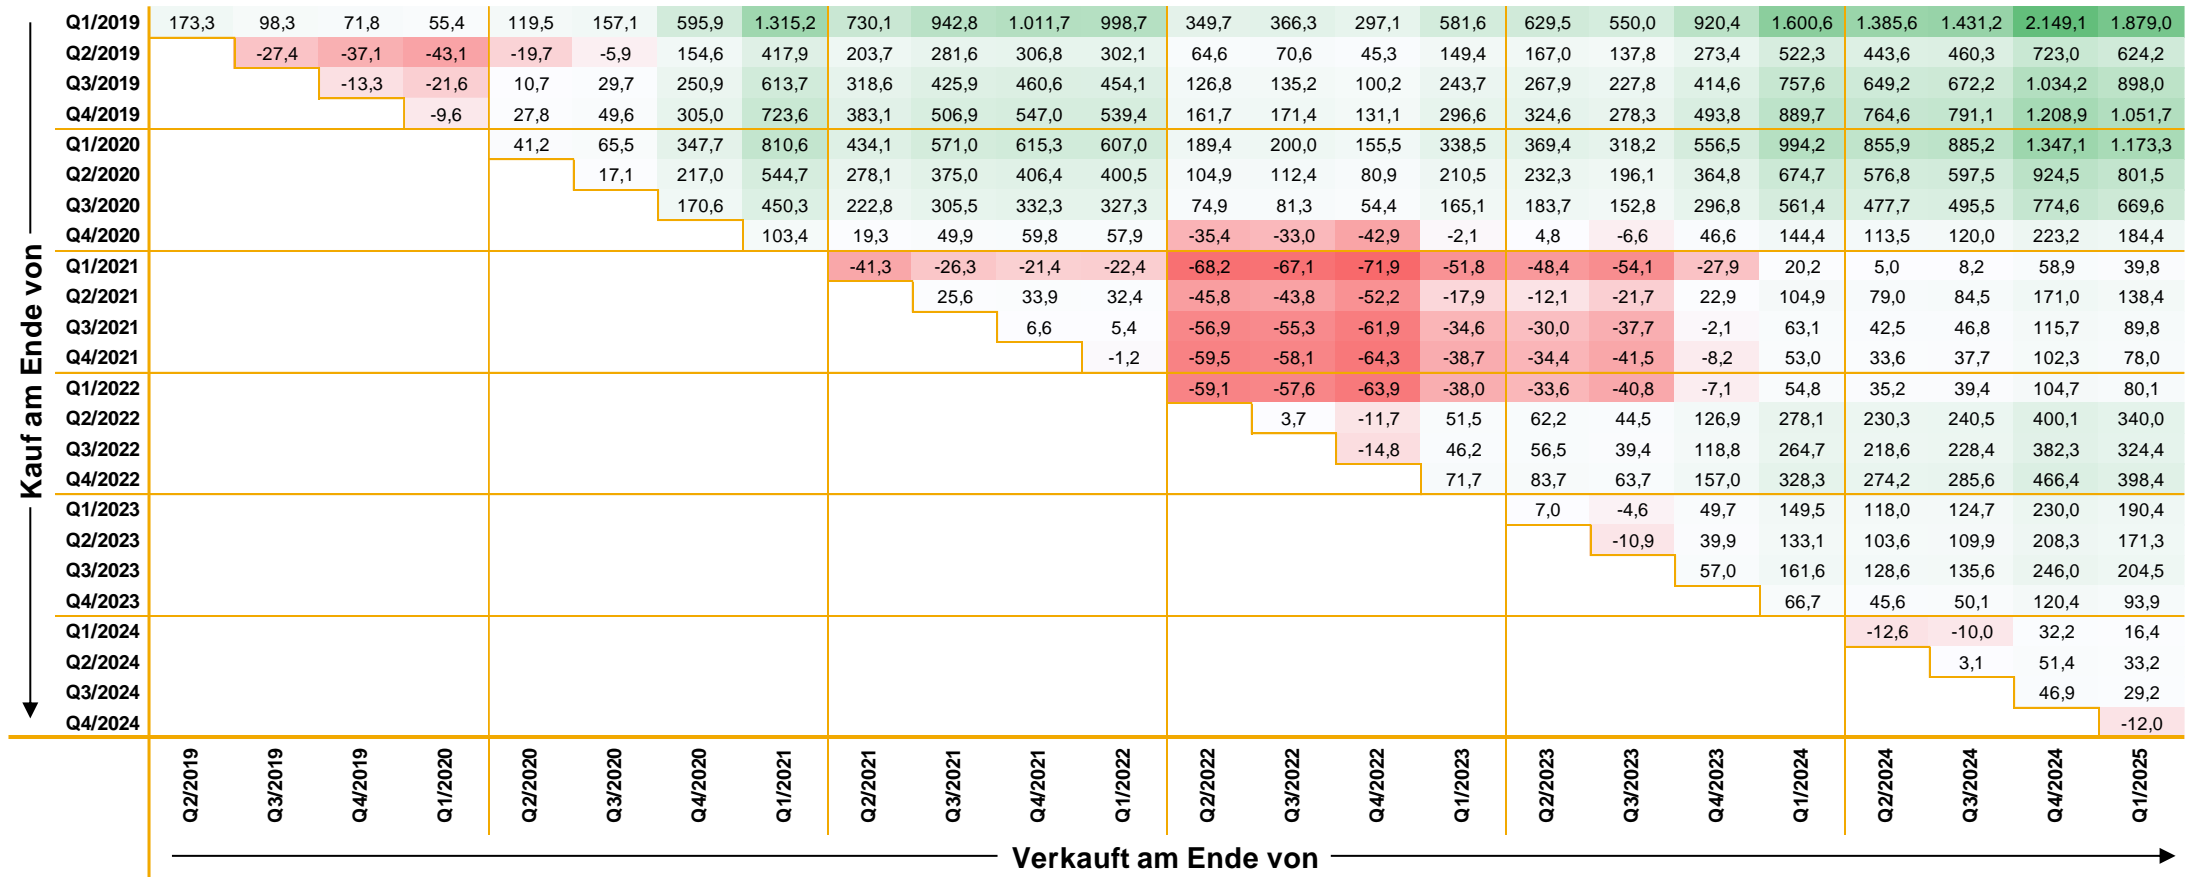 Q1/2019 173,3 98,3 71,8 55,4 119,5 157,1 595,9 1.315,2 730,1 942,8 1.011,7 998,7 349,7 366,3 297,1 581,6 629,5 550,0 920,4 1.600,6 1.385,6 1.431,2 2.149,1 1.879,0
Q2/2019 -27,4 -37,1 -43,1 -19,7 -5,9 154,6 417,9 203,7 281,6 306,8 302,1 64,6 70,6 45,3 149,4 167,0 137,8 273,4 522,3 443,6 460,3 723,0 624,2
Q3/2019 -13,3 -21,6 10,7 29,7 250,9 613,7 318,6 425,9 460,6 454,1 126,8 135,2 100,2 243,7 267,9 227,8 414,6 757,6 649,2 672,2 1.034,2 898,0
Q4/2019 -9,6 27,8 49,6 305,0 723,6 383,1 506,9 547,0 539,4 161,7 171,4 131,1 296,6 324,6 278,3 493,8 889,7 764,6 791,1 1.208,9 1.051,7
Q1/2020 41,2 65,5 347,7 810,6 434,1 571,0 615,3 607,0 189,4 200,0 155,5 338,5 369,4 318,2 556,5 994,2 855,9 885,2 1.347,1 1.173,3
Q2/2020 17,1 217,0 544,7 278,1 375,0 406,4 400,5 104,9 112,4 80,9 210,5 232,3 196,1 364,8 674,7 576,8 597,5 924,5 801,5
Q3/2020 170,6 450,3 222,8 305,5 332,3 327,3 74,9 81,3 54,4 165,1 183,7 152,8 296,8 561,4 477,7 495,5 774,6 669,6
Q4/2020 103,4 19,3 49,9 59,8 57,9 -35,4 -33,0 -42,9 -2,1 4,8 -6,6 46,6 144,4 113,5 120,0 223,2 184,4
Q1/2021 -41,3 -26,3 -21,4 -22,4 -68,2 -67,1 -71,9 -51,8 -48,4 -54,1 -27,9 20,2 5,0 8,2 58,9 39,8
Q2/2021 25,6 33,9 32,4 -45,8 -43,8 -52,2 -17,9 -12,1 -21,7 22,9 104,9 79,0 84,5 171,0 138,4
Q3/2021 6,6 5,4 -56,9 -55,3 -61,9 -34,6 -30,0 -37,7 -2,1 63,1 42,5 46,8 115,7 89,8
Q4/2021 -1,2 -59,5 -58,1 -64,3 -38,7 -34,4 -41,5 -8,2 53,0 33,6 37,7 102,3 78,0
Q1/2022 -59,1 -57,6 -63,9 -38,0 -33,6 -40,8 -7,1 54,8 35,2 39,4 104,7 80,1
Q2/2022 3,7 -11,7 51,5 62,2 44,5 126,9 278,1 230,3 240,5 400,1 340,0
Q3/2022 -14,8 46,2 56,5 39,4 118,8 264,7 218,6 228,4 382,3 324,4
Q4/2022 71,7 83,7 63,7 157,0 328,3 274,2 285,6 466,4 398,4
Q1/2023 7,0 -4,6 49,7 149,5 118,0 124,7 230,0 190,4
Q2/2023 -10,9 39,9 133,1 103,6 109,9 208,3 171,3
Q3/2023 57,0 161,6 128,6 135,6 246,0 204,5
Q4/2023 66,7 45,6 50,1 120,4 93,9
Q1/2024 -12,6 -10,0 32,2 16,4
Q2/2024 3,1 51,4 33,2
Q3/2024 46,9 29,2
Q4/2024 -12,0
Kauf am Ende von
Q2/2019 Q3/2019 Q4/2019 Q1/2020 Q2/2020 Q3/2020 Q4/2020 Q1/2021 Q2/2021 Q3/2021 Q4/2021 Q1/2022 Q2/2022 Q3/2022 Q4/2022 Q1/2023 Q2/2023 Q3/2023 Q4/2023 Q1/2024 Q2/2024 Q3/2024 Q4/2024 Q1/2025
Verkauft am Ende von